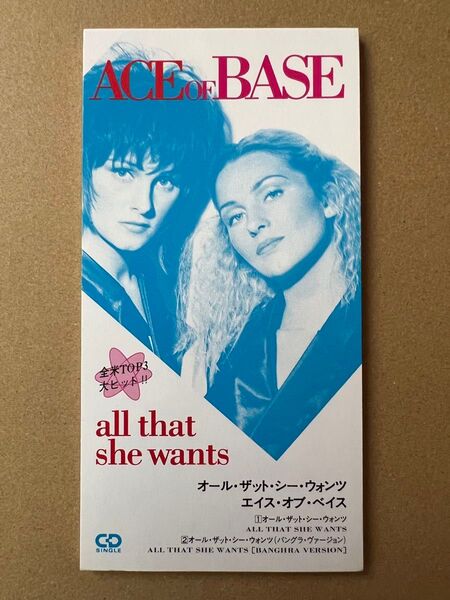 ACE OF BASE
全米TOP3
大ヒット!!
all that
she wants
オール・ザット・シー・ウォンツ
エイス・オブ・ベイス
1オール・ザット・シー・ウォンツ
ALL THAT SHE WANTS
2オール・ザット・シー・ウォンツ(バングラ・ヴァージョン)
ALL THAT SHE WANTS [BANGHRA VERSION]
CD
SINGLE